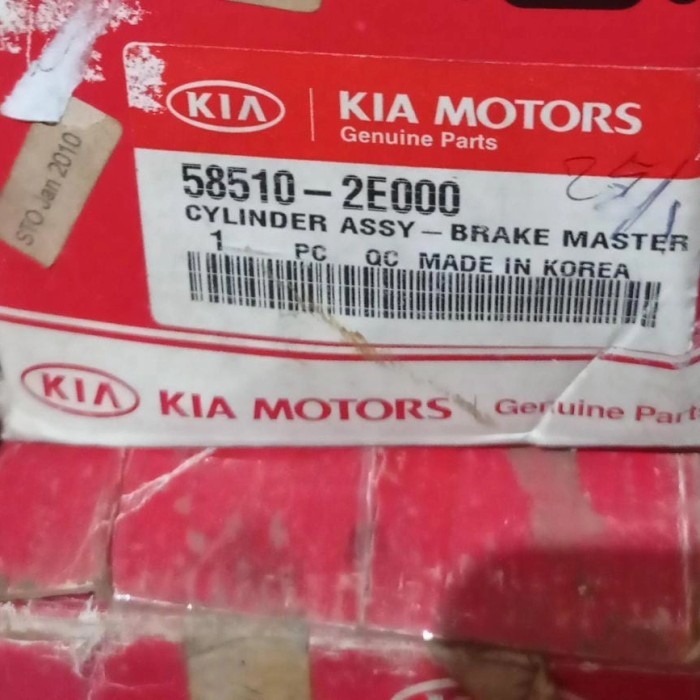 KIA KIA MOTORS
Genuine Parts
STO Jan 2010
58510-2E000
CYLINDER ASSY-BRAKE MASTER
1 PC QC MADE IN KOREA
KIA KIA MOTORS Genuine Part